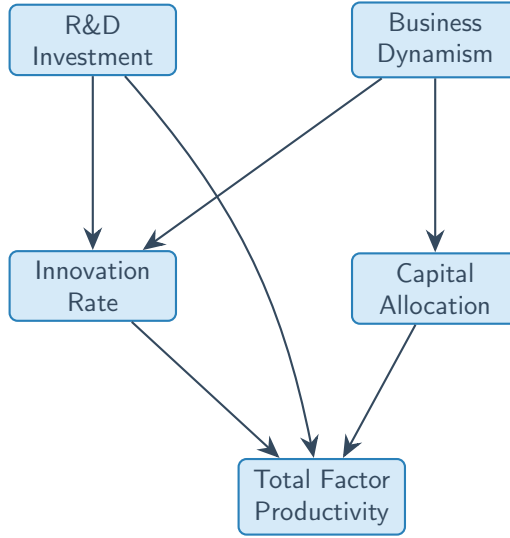 R&D
Investment
Business
Dynamism
Innovation
Rate
Capital
Allocation
Total Factor
Productivity